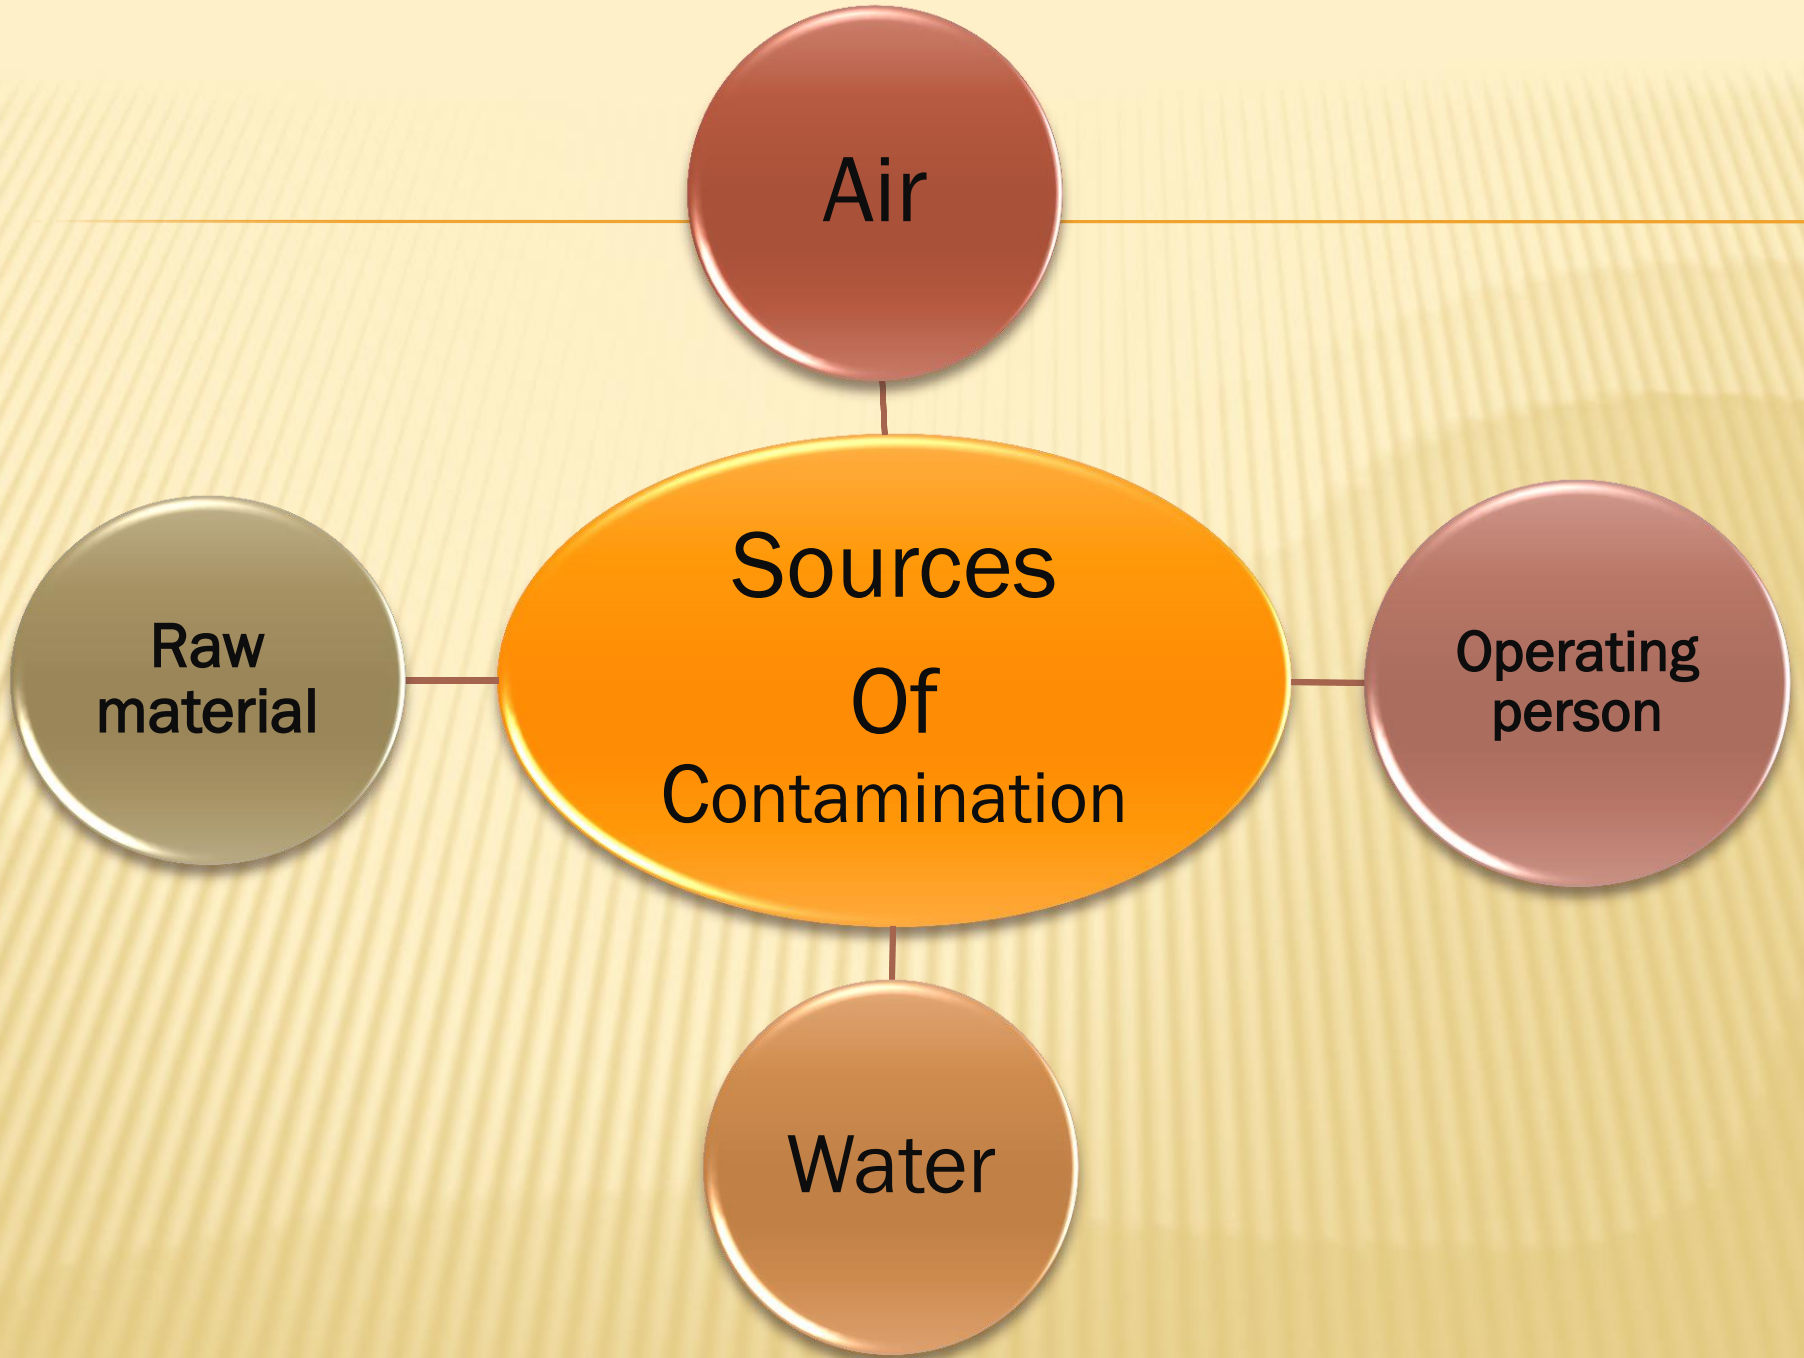 Air
Sources
Of
Contamination
Raw
material
Operating
person
Water